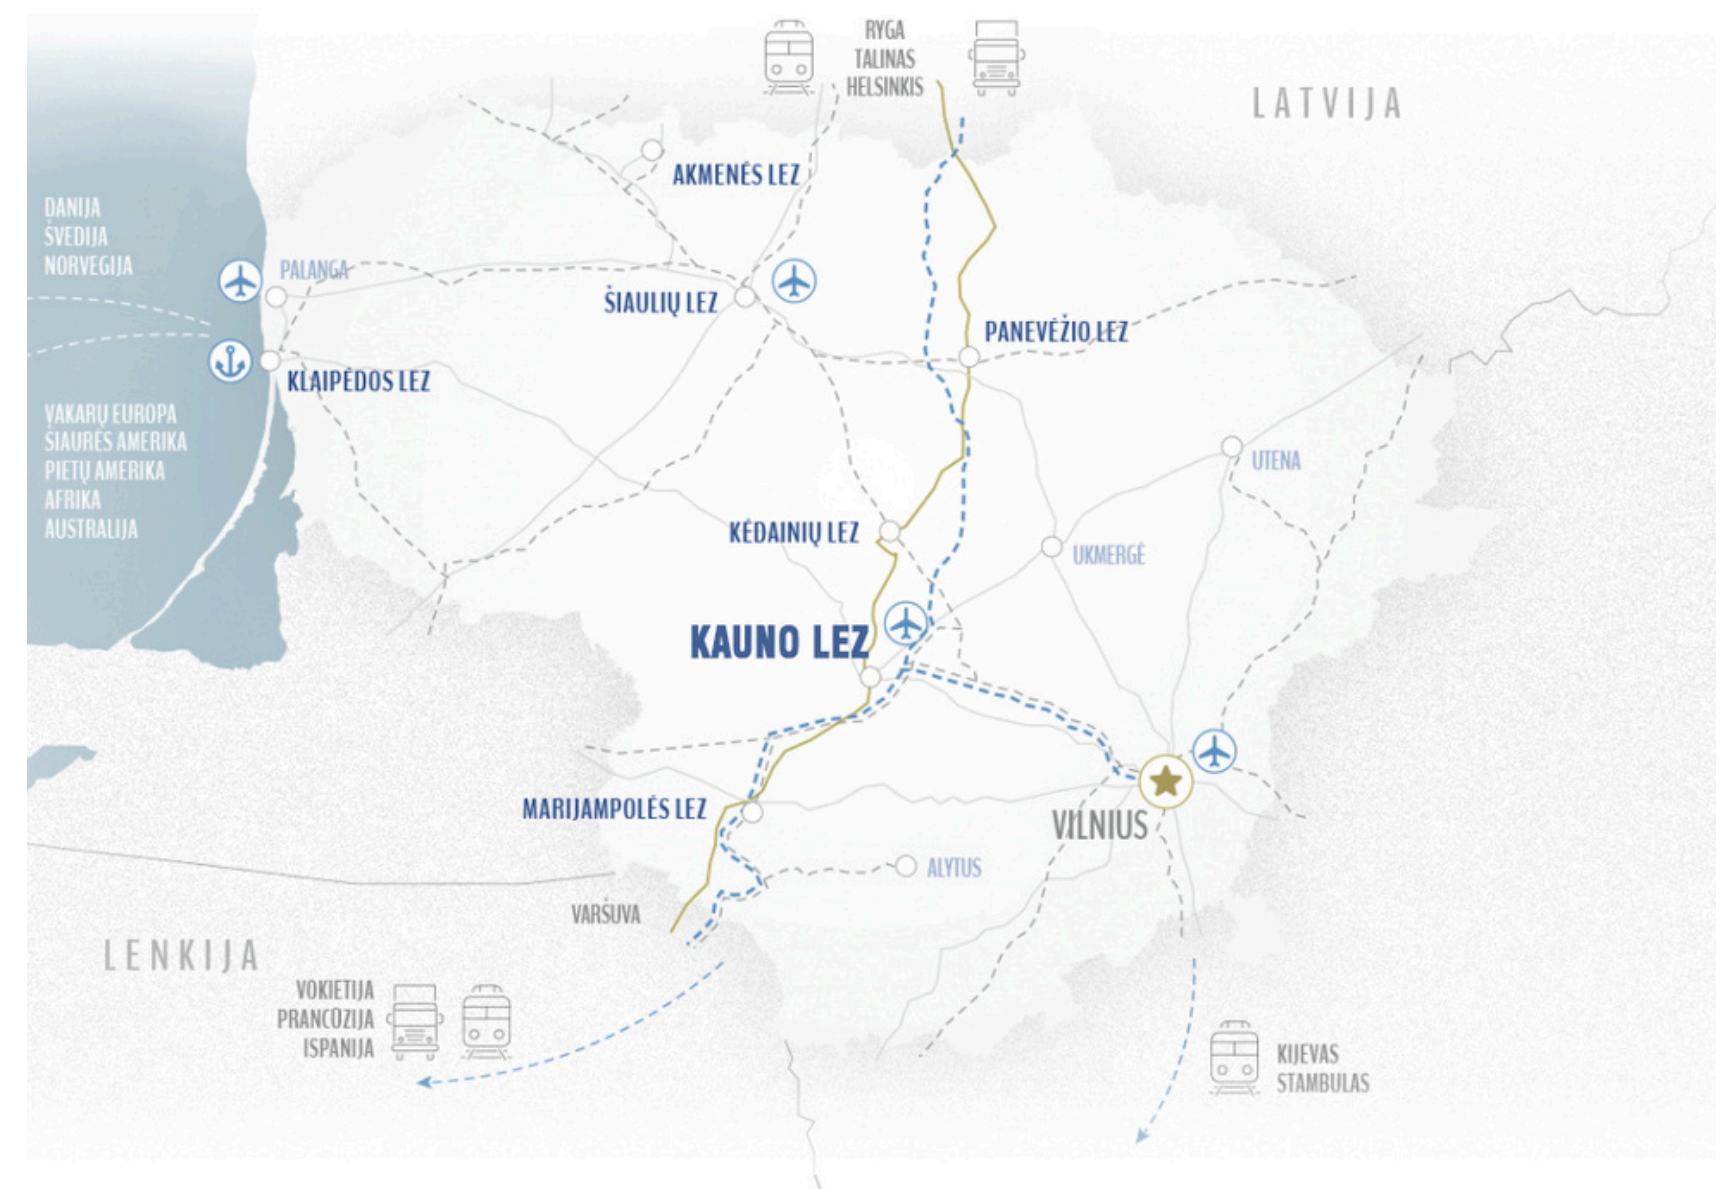 RYGA
TALINAS
HELSINKIS
LATVIJA
AKMENĖS LEZ
DANIJA
ŠVEDIJA
NORVEGIJA
PALANGA
ŠIAULIŲ LEZ
PANEVĖŽIO LEZ
KLAIPĖDOS LEZ
VAKARŲ EUROPA
ŠIAURĖS AMERIKA
PIETŲ AMERIKA
AFRIKA
AUSTRALIJA
UTENA
KĖDAINIŲ LEZ
UKMERGĖ
KAUNO LEZ
MARIJAMPOLĖS LEZ
VILNIUS
ALYTUS
VARŠUVA
LENKIJA
VOKIETIJA
PRANCŪZIJA
ISPANIJA
KIJEVAS
STAMBULAS